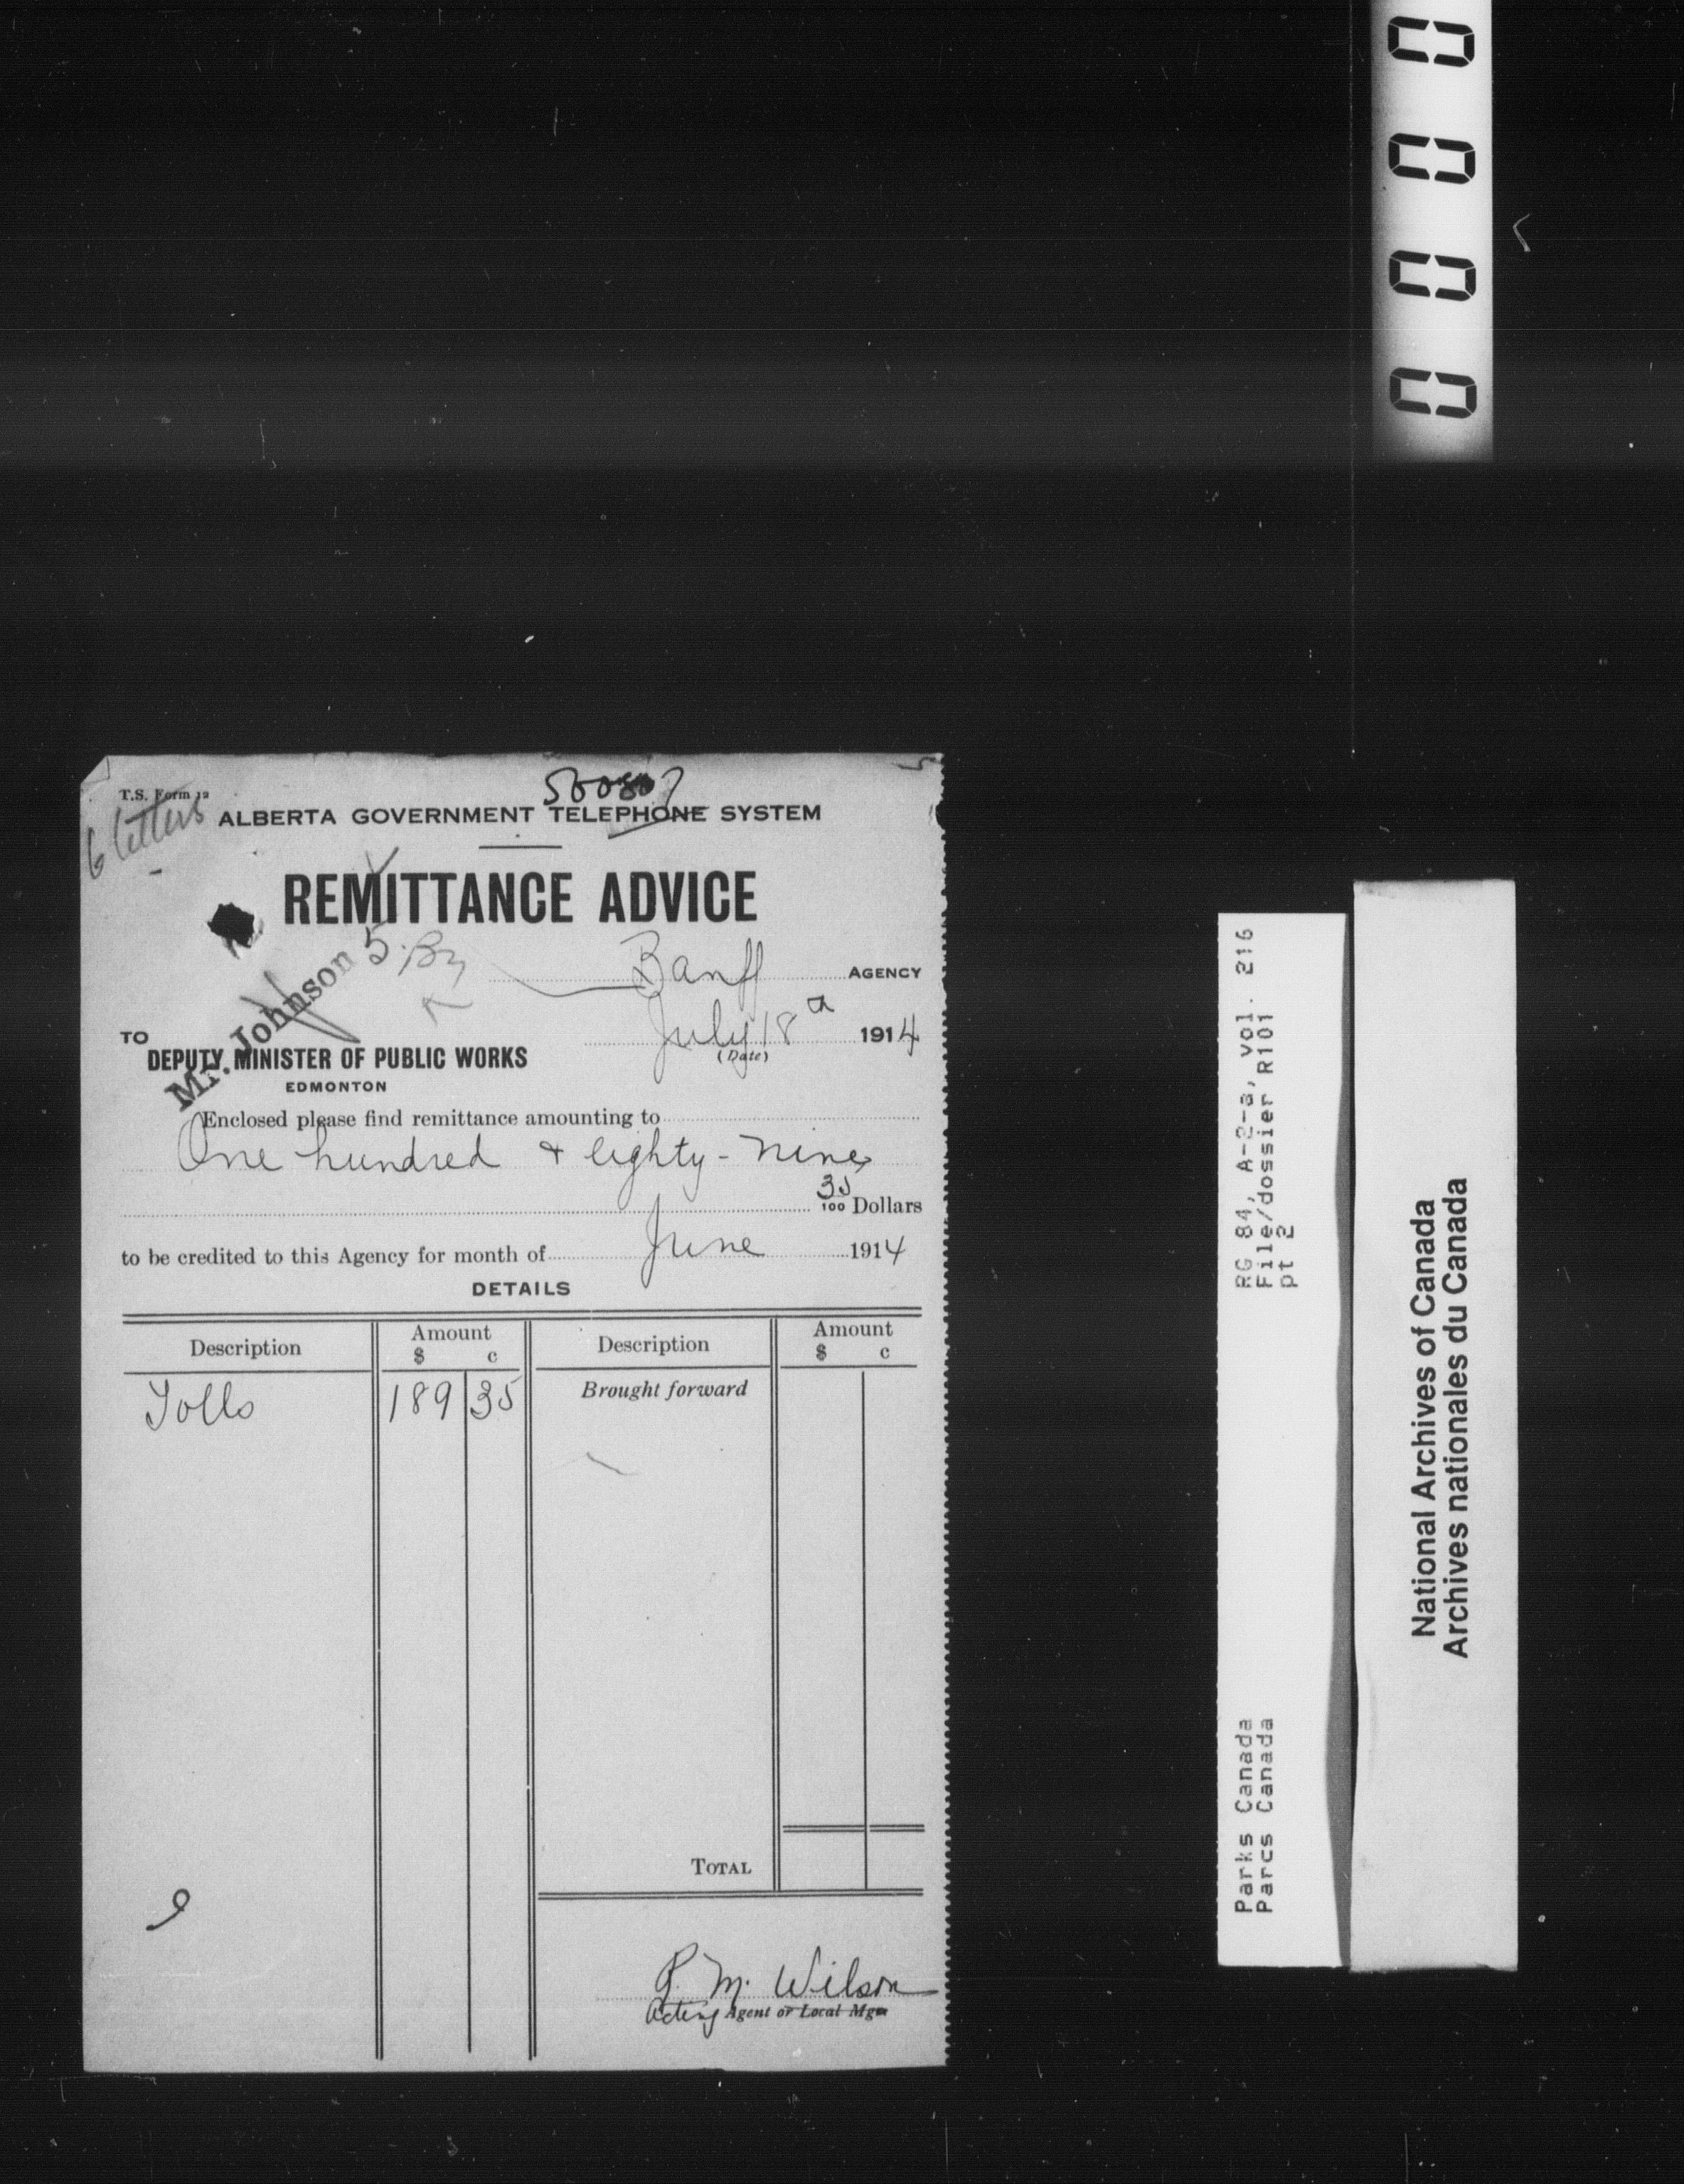 T.S. Form 12
6 letters
ALBERTA GOVERNMENT TELEPHONE SYSTEM
REMITTANCE ADVICE
Mr. Johnson 5
Banff AGENCY
July 18 1914
(Date)
TO
DEPUTY MINISTER OF PUBLIC WORKS
EDMONTON
Enclosed please find remittance amounting to
One hundred & eighty-nine
35/100 Dollars
to be credited to this Agency for month of June 1914
DETAILS
Description Amount $ c Description Amount $ c
Tolls 189 35 Brought forward
TOTAL
R. M. Wilson
Acting Agent or Local Mgr
0000
RG 84, A-2-a, vol. 216
File/dossier R101
pt 2
Parks Canada
Parcs Canada
National Archives of Canada
Archives nationales du Canada